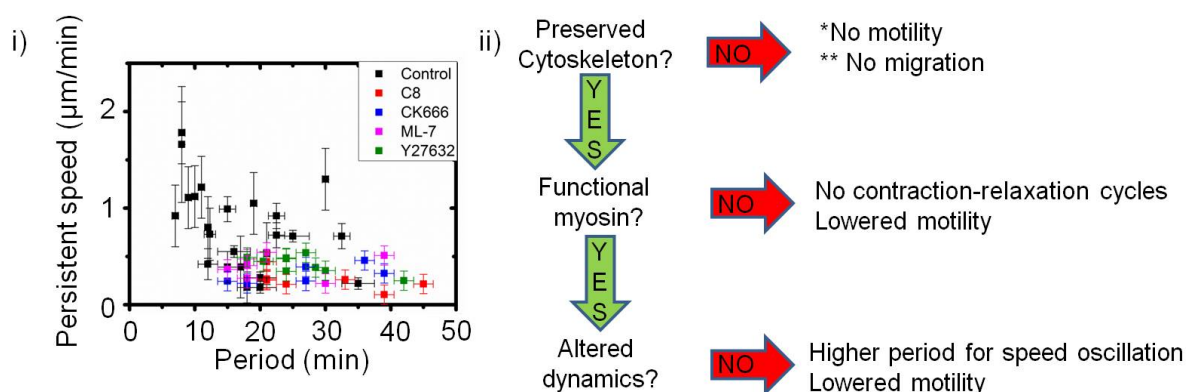 i)
Persistent speed (µm/min)
2
1
0
0 10 20 30 40 50
Period (min)
Control
C8
CK666
ML-7
Y27632
ii)
Preserved
Cytoskeleton?
NO
*No motility
** No migration
YES
Functional
myosin?
NO
No contraction-relaxation cycles
Lowered motility
YES
Altered
dynamics?
NO
Higher period for speed oscillation
Lowered motility